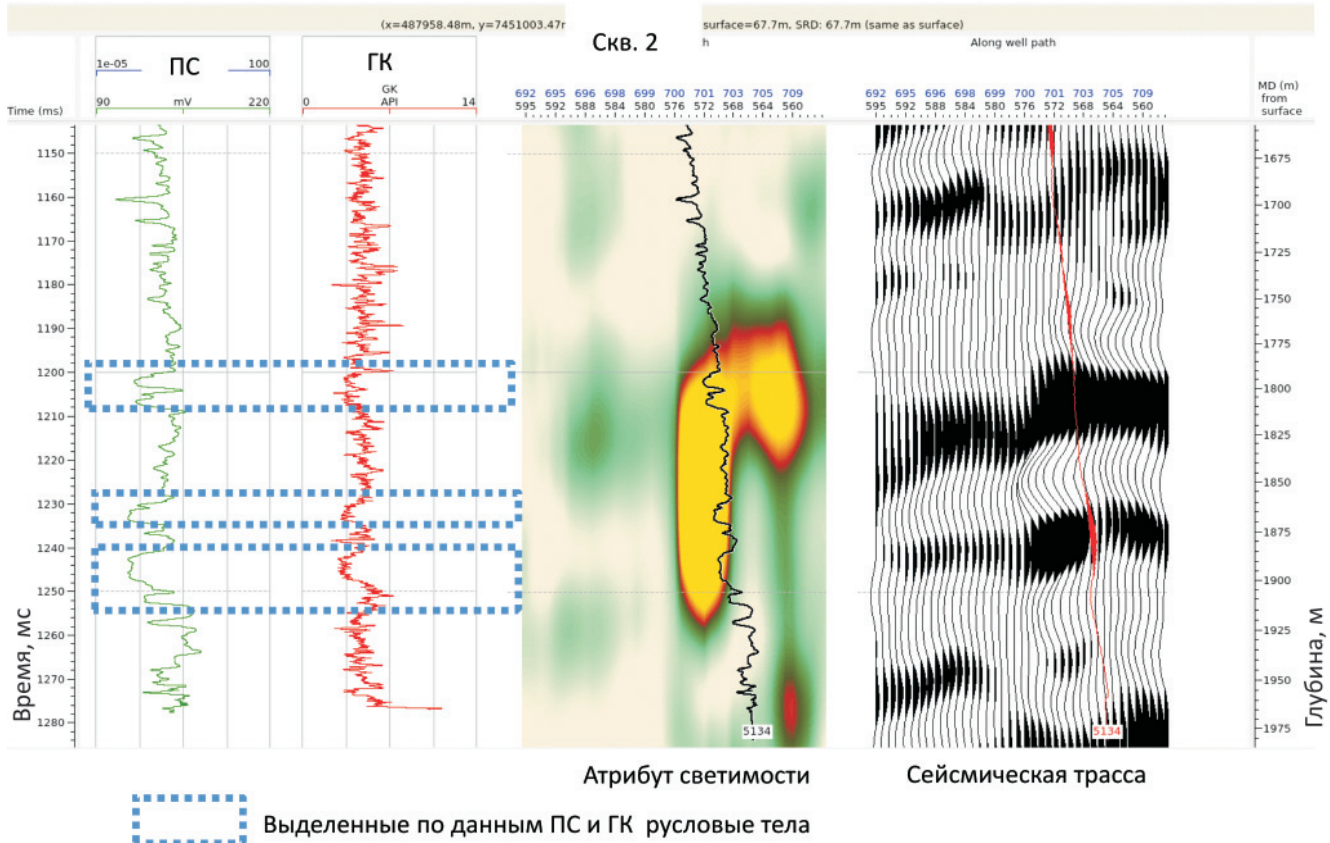 (x=487958.48m, y=7451003.47m
surface=67.7m, SRD: 67.7m (same as surface)
Скв. 2
h
Along well path
ПС
1e-05 100
90 mV 220
ГК
GK
0 API 14
Time (ms)
692 695 696 698 699 700 701 703 705 709
595 592 588 584 580 576 572 568 564 560
692 695 696 698 699 700 701 703 705 709
595 592 588 584 580 576 572 568 564 560
MD (m)
from
surface
1150
1160
1170
1180
1190
1200
1210
1220
1230
1240
1250
1260
1270
1280
Время, мс
1675
1700
1725
1750
1775
1800
1825
1850
1875
1900
1925
1950
1975
Глубина, м
5134
5134
Атрибут светимости
Сейсмическая трасса
Выделенные по данным ПС и ГК русловые тела